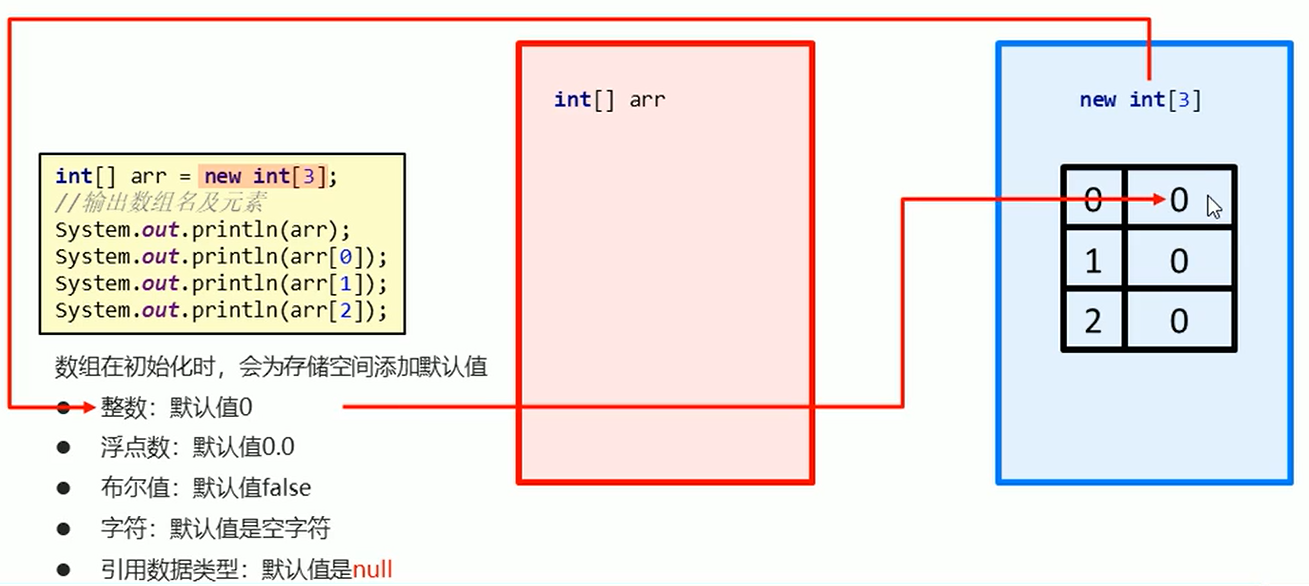 int[] arr
new int[3]
int[] arr = new int[3];
//输出数组名及元素
System.out.println(arr);
System.out.println(arr[0]);
System.out.println(arr[1]);
System.out.println(arr[2]);
0 0
1 0
2 0
数组在初始化时，会为存储空间添加默认值
● 整数：默认值0
● 浮点数：默认值0.0
● 布尔值：默认值false
● 字符：默认值是空字符
● 引用数据类型：默认值是null